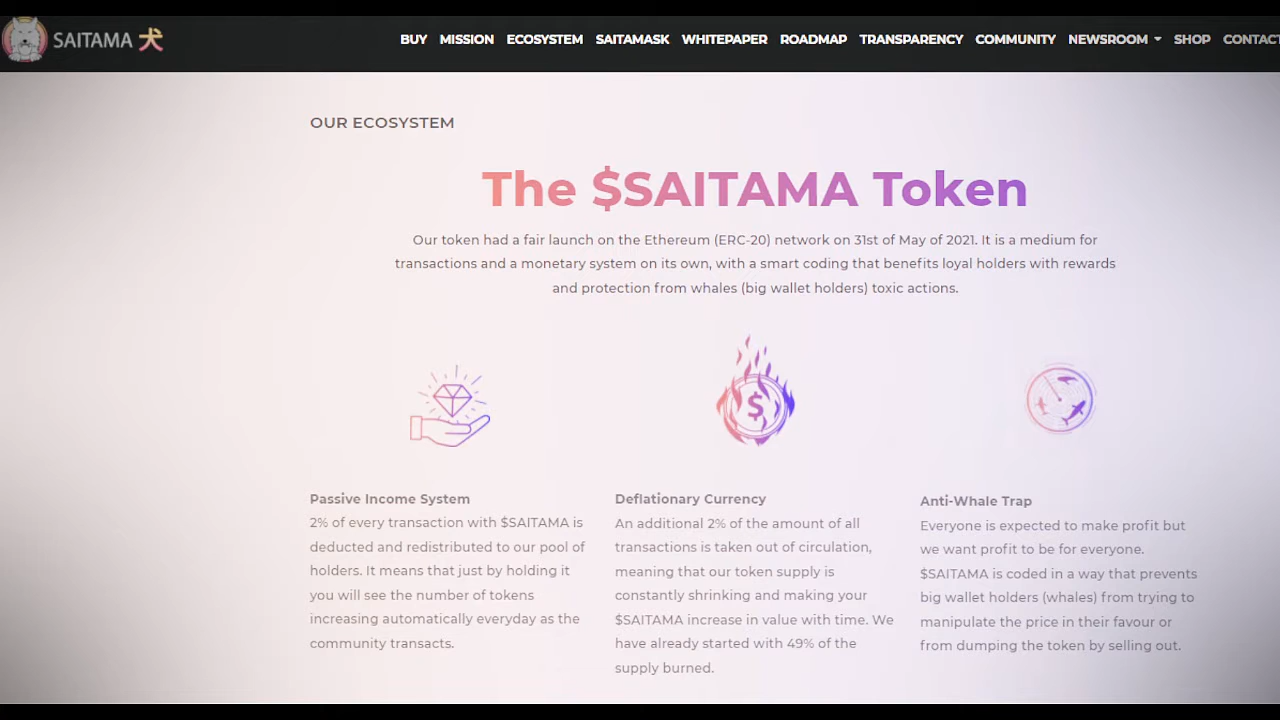 SAITAMA 犬
BUY MISSION ECOSYSTEM SAITAMASK WHITEPAPER ROADMAP TRANSPARENCY COMMUNITY NEWSROOM SHOP CONTACT
OUR ECOSYSTEM
The $SAITAMA Token
Our token had a fair launch on the Ethereum (ERC-20) network on 31st of May of 2021. It is a medium for
transactions and a monetary system on its own, with a smart coding that benefits loyal holders with rewards
and protection from whales (big wallet holders) toxic actions.
$
Passive Income System
2% of every transaction with $SAITAMA is
deducted and redistributed to our pool of
holders. It means that just by holding it
you will see the number of tokens
increasing automatically everyday as the
community transacts.
Deflationary Currency
An additional 2% of the amount of all
transactions is taken out of circulation,
meaning that our token supply is
constantly shrinking and making your
$SAITAMA increase in value with time. We
have already started with 49% of the
supply burned.
Anti-Whale Trap
Everyone is expected to make profit but
we want profit to be for everyone.
$SAITAMA is coded in a way that prevents
big wallet holders (whales) from trying to
manipulate the price in their favour or
from dumping the token by selling out.